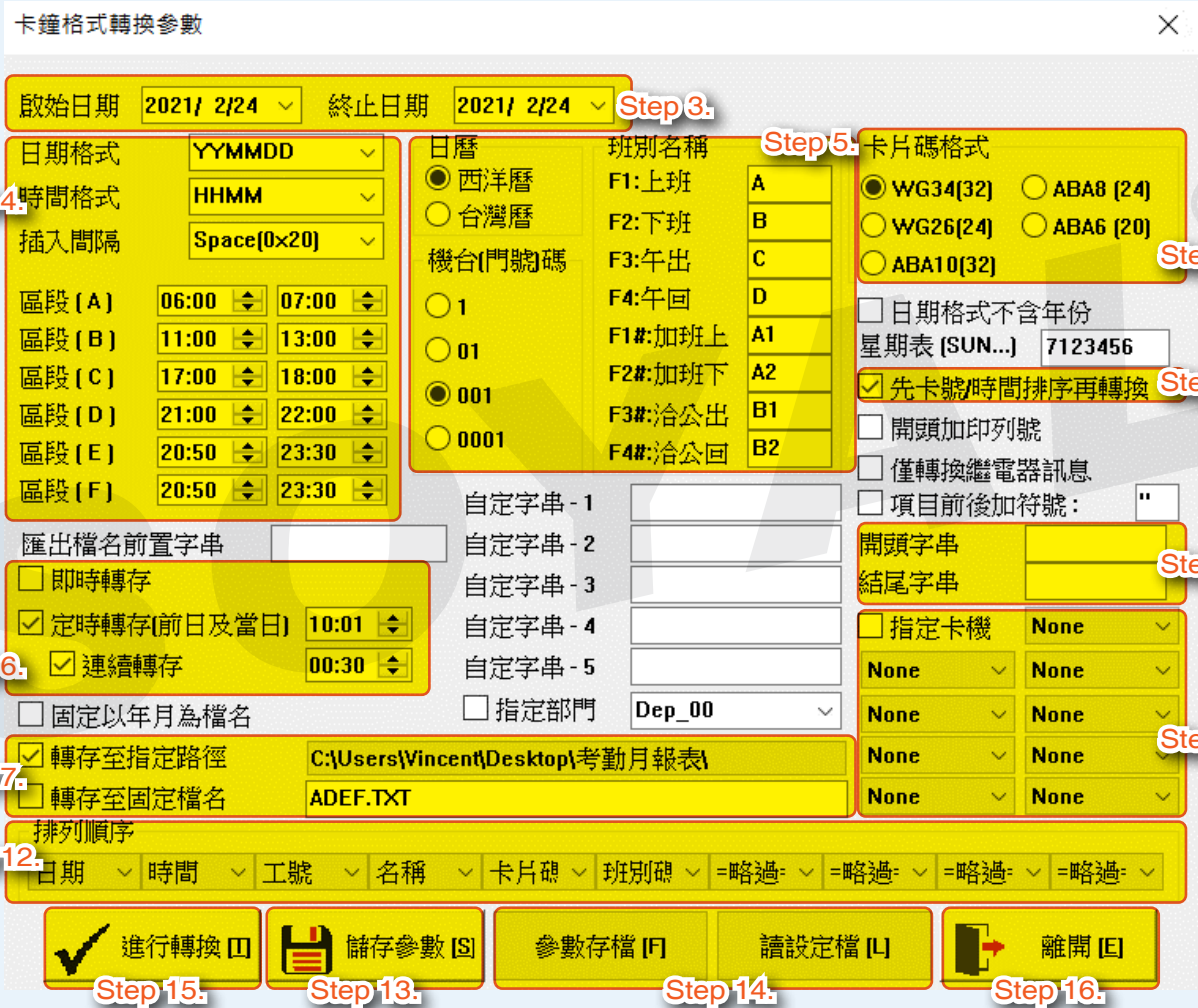 卡鐘格式轉換參數
啟始日期 2021/ 2/24 終止日期 2021/ 2/24 Step 3.
4.
日期格式 YYMMDD
時間格式 HHMM
插入間隔 Space(0x20)
區段 ( A ) 06:00 07:00
區段 ( B ) 11:00 13:00
區段 ( C ) 17:00 18:00
區段 ( D ) 21:00 22:00
區段 ( E ) 20:50 23:30
區段 ( F ) 20:50 23:30
Step 5.
日曆
西洋曆
台灣曆
機台(門號)碼
1
01
001
0001
班別名稱
F1:上班 A
F2:下班 B
F3:午出 C
F4:午回 D
F1#:加班上 A1
F2#:加班下 A2
F3#:洽公出 B1
F4#:洽公回 B2
卡片碼格式
WG34(32) ABA8 (24)
WG26(24) ABA6 (20)
ABA10(32)
Ste
日期格式不含年份
星期表 (SUN...) 7123456
先卡號/時間排序再轉換 Ste
開頭加印列號
僅轉換繼電器訊息
項目前後加符號 : "
開頭字串
結尾字串
Ste
匯出檔名前置字串
即時轉存
定時轉存(前日及當日) 10:01
6. 連續轉存 00:30
固定以年月為檔名
自定字串 - 1
自定字串 - 2
自定字串 - 3
自定字串 - 4
自定字串 - 5
指定部門 Dep_00
指定卡機 None
None None
None None
Ste
None None
None None
7.
轉存至指定路徑 C:\Users\Vincent\Desktop\考勤月報表\
轉存至固定檔名 ADEF.TXT
12.
排列順序
日期 時間 工號 名稱 卡片碼 班別碼 =略過= =略過= =略過= =略過=
進行轉換 [T] 儲存參數 [S] 參數存檔 [F] 讀設定檔 [L] 離開 [E]
Step 15. Step 13. Step 14. Step 16.
SOYAL